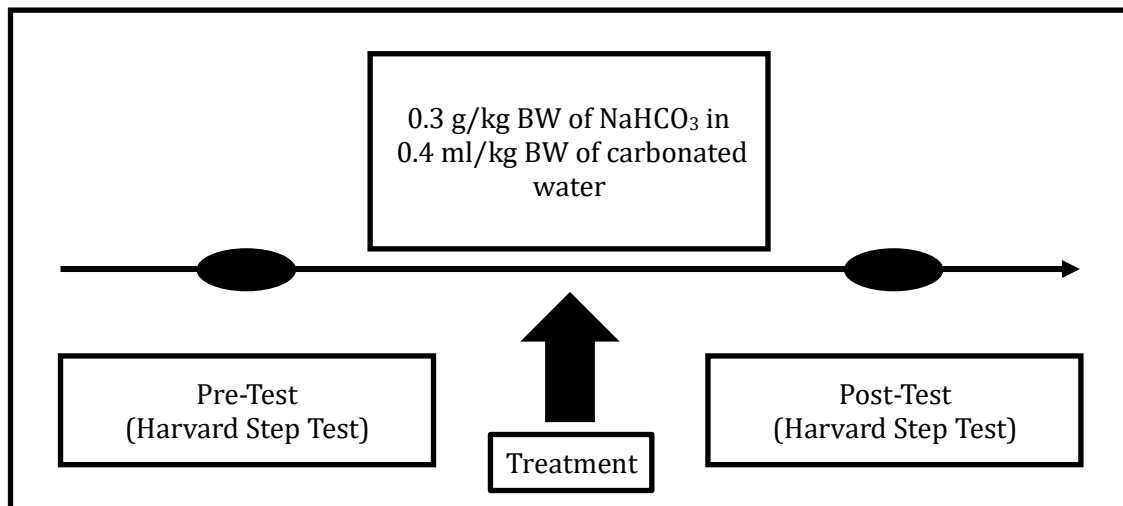 0.3 g/kg BW of NaHCO₃ in
0.4 ml/kg BW of carbonated
water
Pre-Test
(Harvard Step Test)
Treatment
Post-Test
(Harvard Step Test)